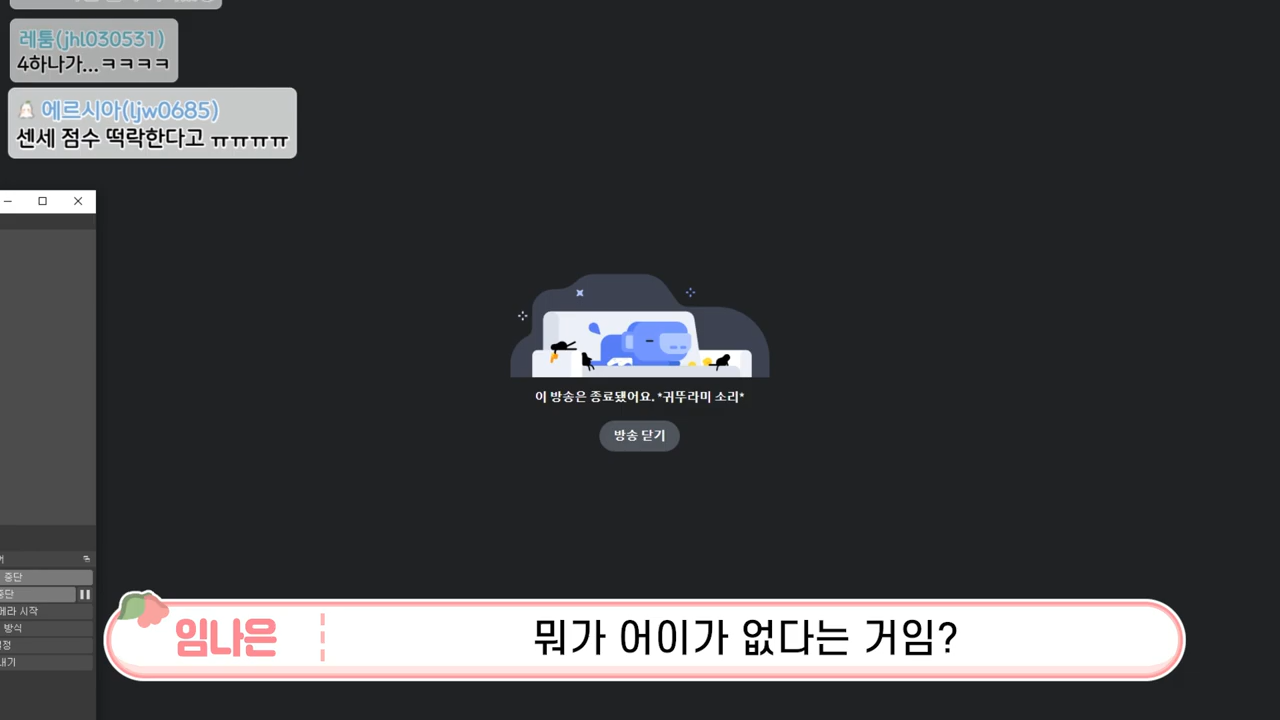 레툼(jhl030531)
4하나가...ㅋㅋㅋㅋ
에르시아(ljw0685)
센세 점수 떡락한다고 ㅠㅠㅠㅠ
이 방송은 종료됐어요. *귀뚜라미 소리*
방송 닫기
중단
중단
메라 시작
방식
설정
내기
임나은
뭐가 어이가 없다는 거임?